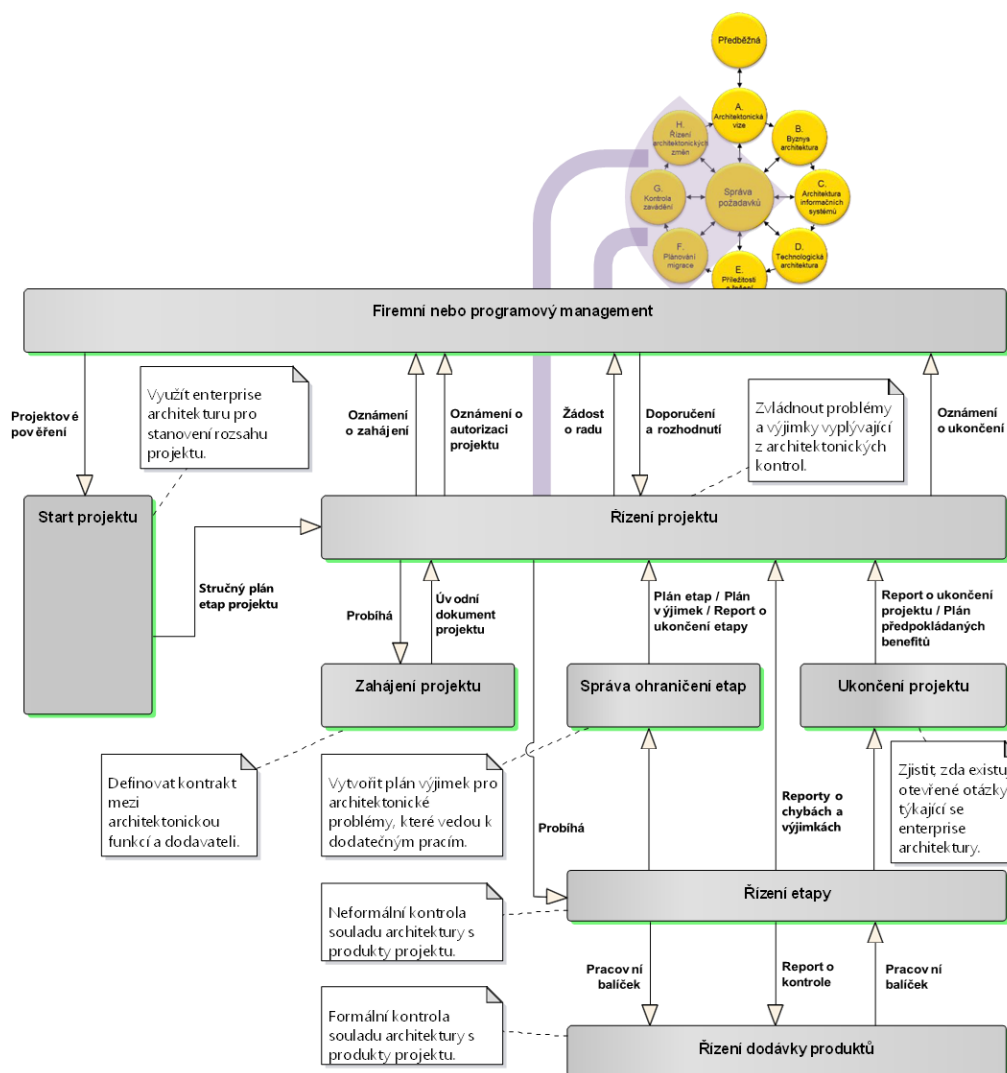 Předběžná
A.
Architektonická
vize
H.
Řízení
architektonických
změn
B.
Byznys
architektura
G.
Kontrola
zavádění
Správa
požadavků
C.
Architektura
informačních
systémů
F.
Plánování
migrace
D.
Technologická
architektura
E.
Příležitosti
Firemní nebo programový management
Projektové
pověření
Využít enterprise
architekturu pro
stanovení rozsahu
projektu.
Oznámení
o zahájení
Oznámení o
autorizaci
projektu
Žádost
o radu
Doporučení
a rozhodnutí
Zvládnout problémy
a výjimky vyplývající
z architektonických
kontrol.
Oznámení
o ukončení
Start projektu
Řízení projektu
Stručný plán
etap projektu
Probíhá
Úvodní
dokument
projektu
Plán etap / Plán
výjimek / Report o
ukončení etapy
Report o ukončení
projektu / Plán
předpokládaných
benefitů
Zahájení projektu
Správa ohraničení etap
Ukončení projektu
Definovat kontrakt
mezi
architektonickou
funkcí a dodavateli.
Vytvořit plán výjimek pro
architektonické
problémy, které vedou k
dodatečným pracím.
Probíhá
Reporty o
chybách a
výjimkách
Zjistit, zda existuj
otevřené otázky
týkající se
enterprise
architektury.
Řízení etapy
Neformální kontrola
souladu architektury s
produkty projektu.
Pracovní
balíček
Report o
kontrole
Pracovní
balíček
Formální kontrola
souladu architektury s
produkty projektu.
Řízení dodávky produktů